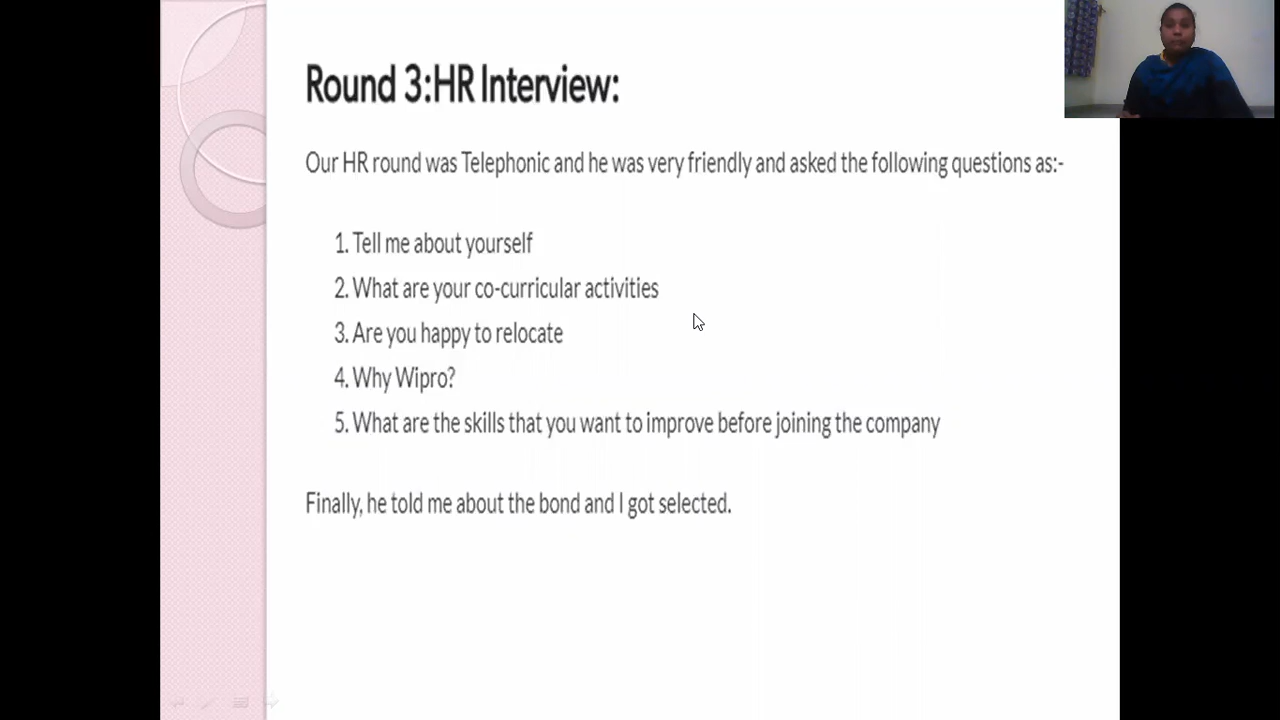 Round 3:HR Interview:
Our HR round was Telephonic and he was very friendly and asked the following questions as:-
1. Tell me about yourself
2. What are your co-curricular activities
3. Are you happy to relocate
4. Why Wipro?
5. What are the skills that you want to improve before joining the company
Finally, he told me about the bond and I got selected.